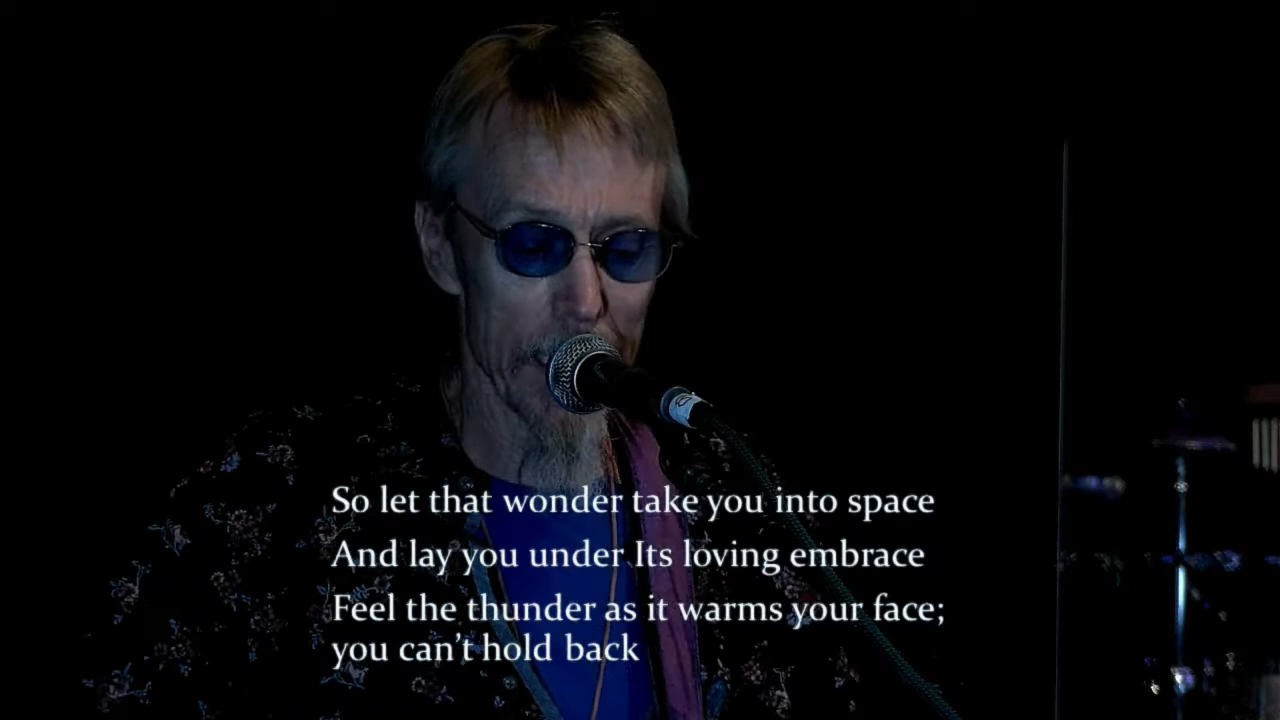 So let that wonder take you into space
And lay you under Its loving embrace
Feel the thunder as it warms your face;
you can't hold back